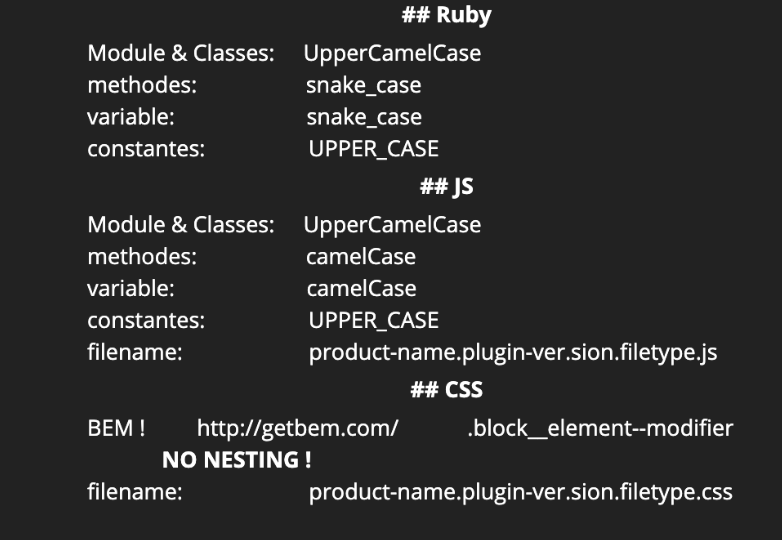 ## Ruby
Module & Classes: UpperCamelCase
methodes: snake_case
variable: snake_case
constantes: UPPER_CASE
## JS
Module & Classes: UpperCamelCase
methodes: camelCase
variable: camelCase
constantes: UPPER_CASE
filename: product-name.plugin-ver.sion.filetype.js
## CSS
BEM ! http://getbem.com/ .block__element--modifier
NO NESTING !
filename: product-name.plugin-ver.sion.filetype.css